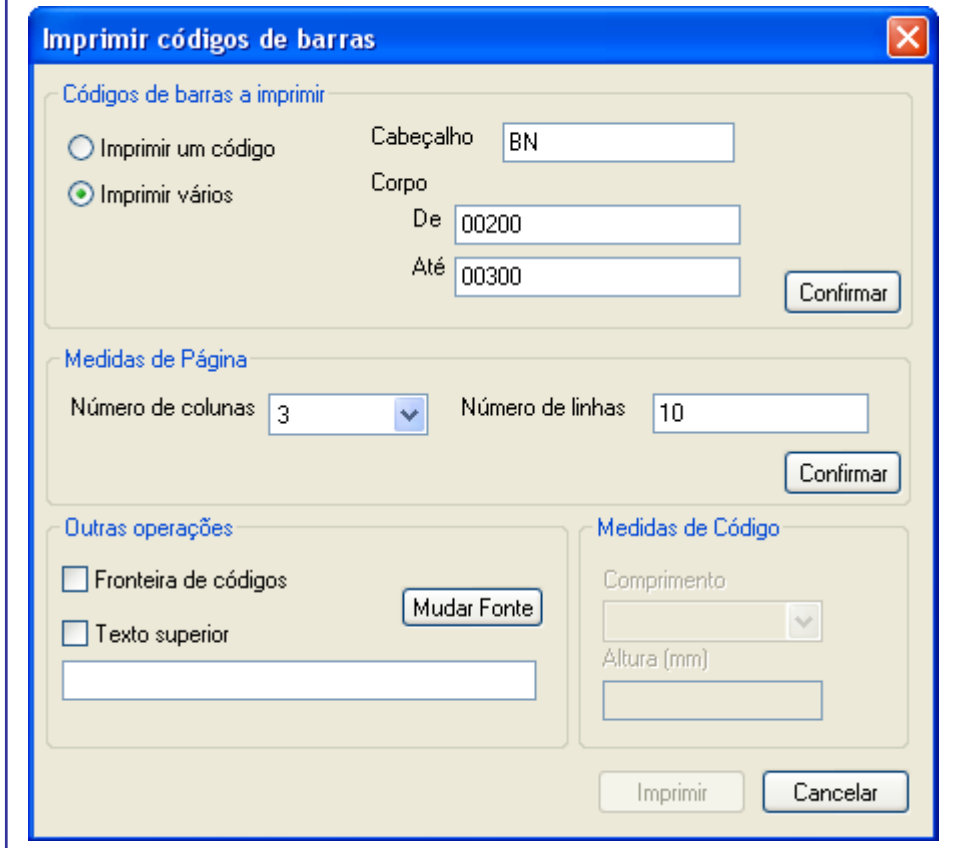 Imprimir códigos de barras
Códigos de barras a imprimir
Imprimir um código
Cabeçalho BN
Imprimir vários
Corpo
De 00200
Até 00300
Confirmar
Medidas de Página
Número de colunas 3 Número de linhas 10
Confirmar
Outras operações
Fronteira de códigos
Mudar Fonte
Texto superior
Medidas de Código
Comprimento
Altura (mm)
Imprimir Cancelar